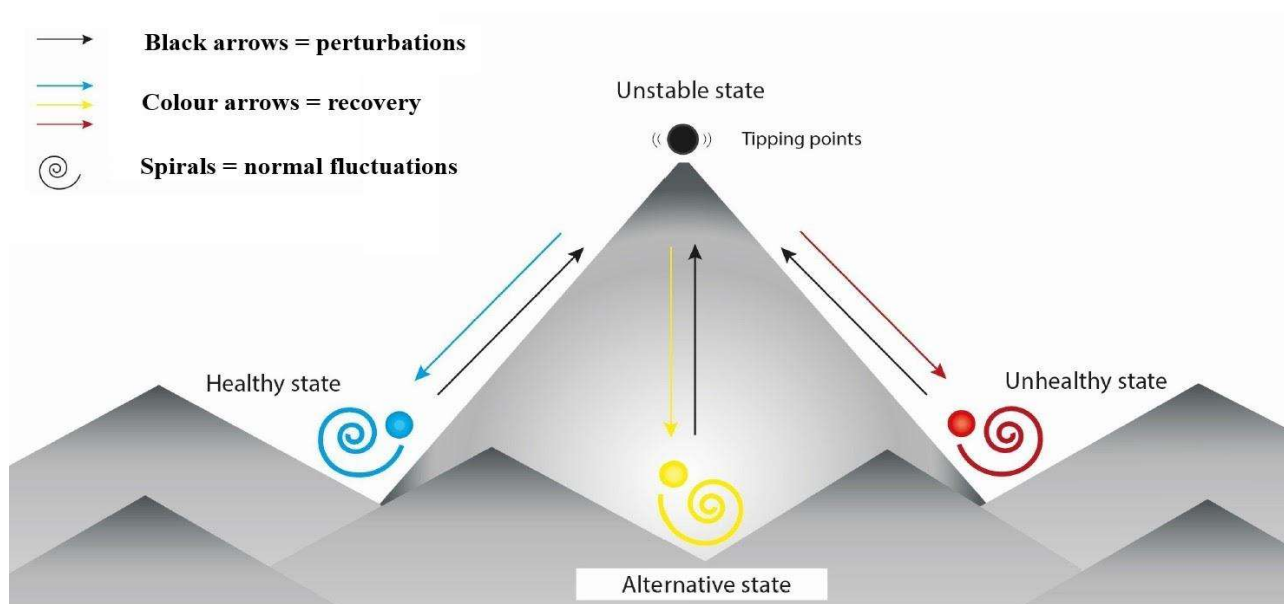 Black arrows = perturbations
Colour arrows = recovery
Spirals = normal fluctuations
Unstable state
Tipping points
Healthy state
Unhealthy state
Alternative state